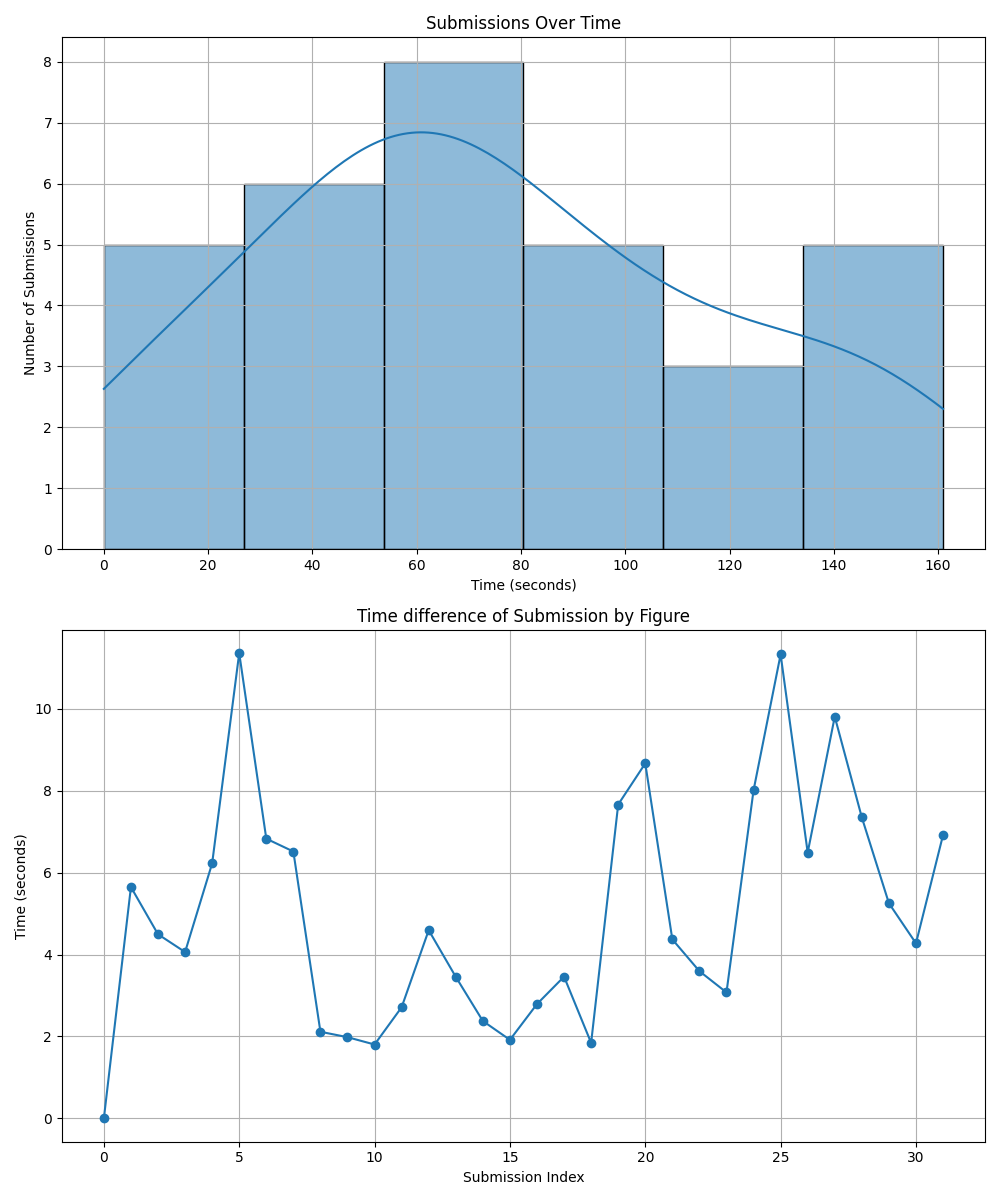 Submissions Over Time
Number of Submissions
8
7
6
5
4
3
2
1
0
0 20 40 60 80 100 120 140 160
Time (seconds)
Time difference of Submission by Figure
Time (seconds)
10
8
6
4
2
0
0 5 10 15 20 25 30
Submission Index